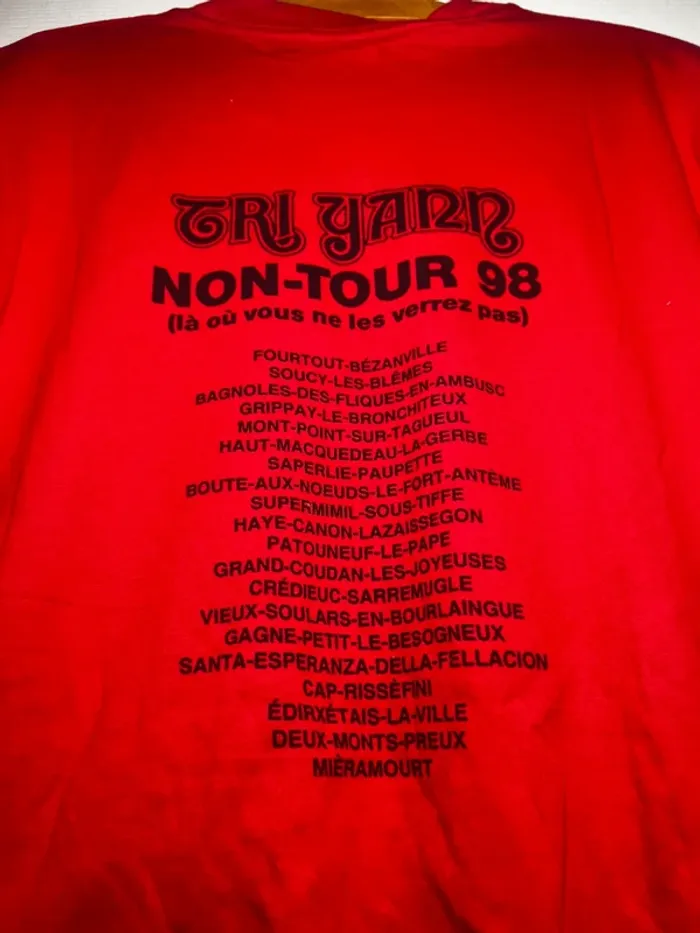 TRI YANN
NON-TOUR 98
(là où vous ne les verrez pas)
FOURTOUT-BÉZANVILLE
SOUCY-LES-BLÊMES
BAGNOLES-DES-FLIQUES-EN-AMBUSC
GRIPPAY-LE-BRONCHITEUX
MONT-POINT-SUR-TAGUEUL
HAUT-MACQUEDEAU-LA-GERBE
SAPERLIE-PAUPETTE
BOUTE-AUX-NOEUDS-LE-FORT-ANTÈME
SUPERMIMIL-SOUS-TIFFE
HAYE-CANON-LAZAISSEGON
PATOUNEUF-LE-PAPE
GRAND-COUDAN-LES-JOYEUSES
CRÉDIEUC-SARREMUGLE
VIEUX-SOULARS-EN-BOURLAINGUE
GAGNE-PETIT-LE-BESOGNEUX
SANTA-ESPERANZA-DELLA-FELLACION
CAP-RISSÉFINI
ÉDIRXÉTAIS-LA-VILLE
DEUX-MONTS-PREUX
MIÈRAMOURT